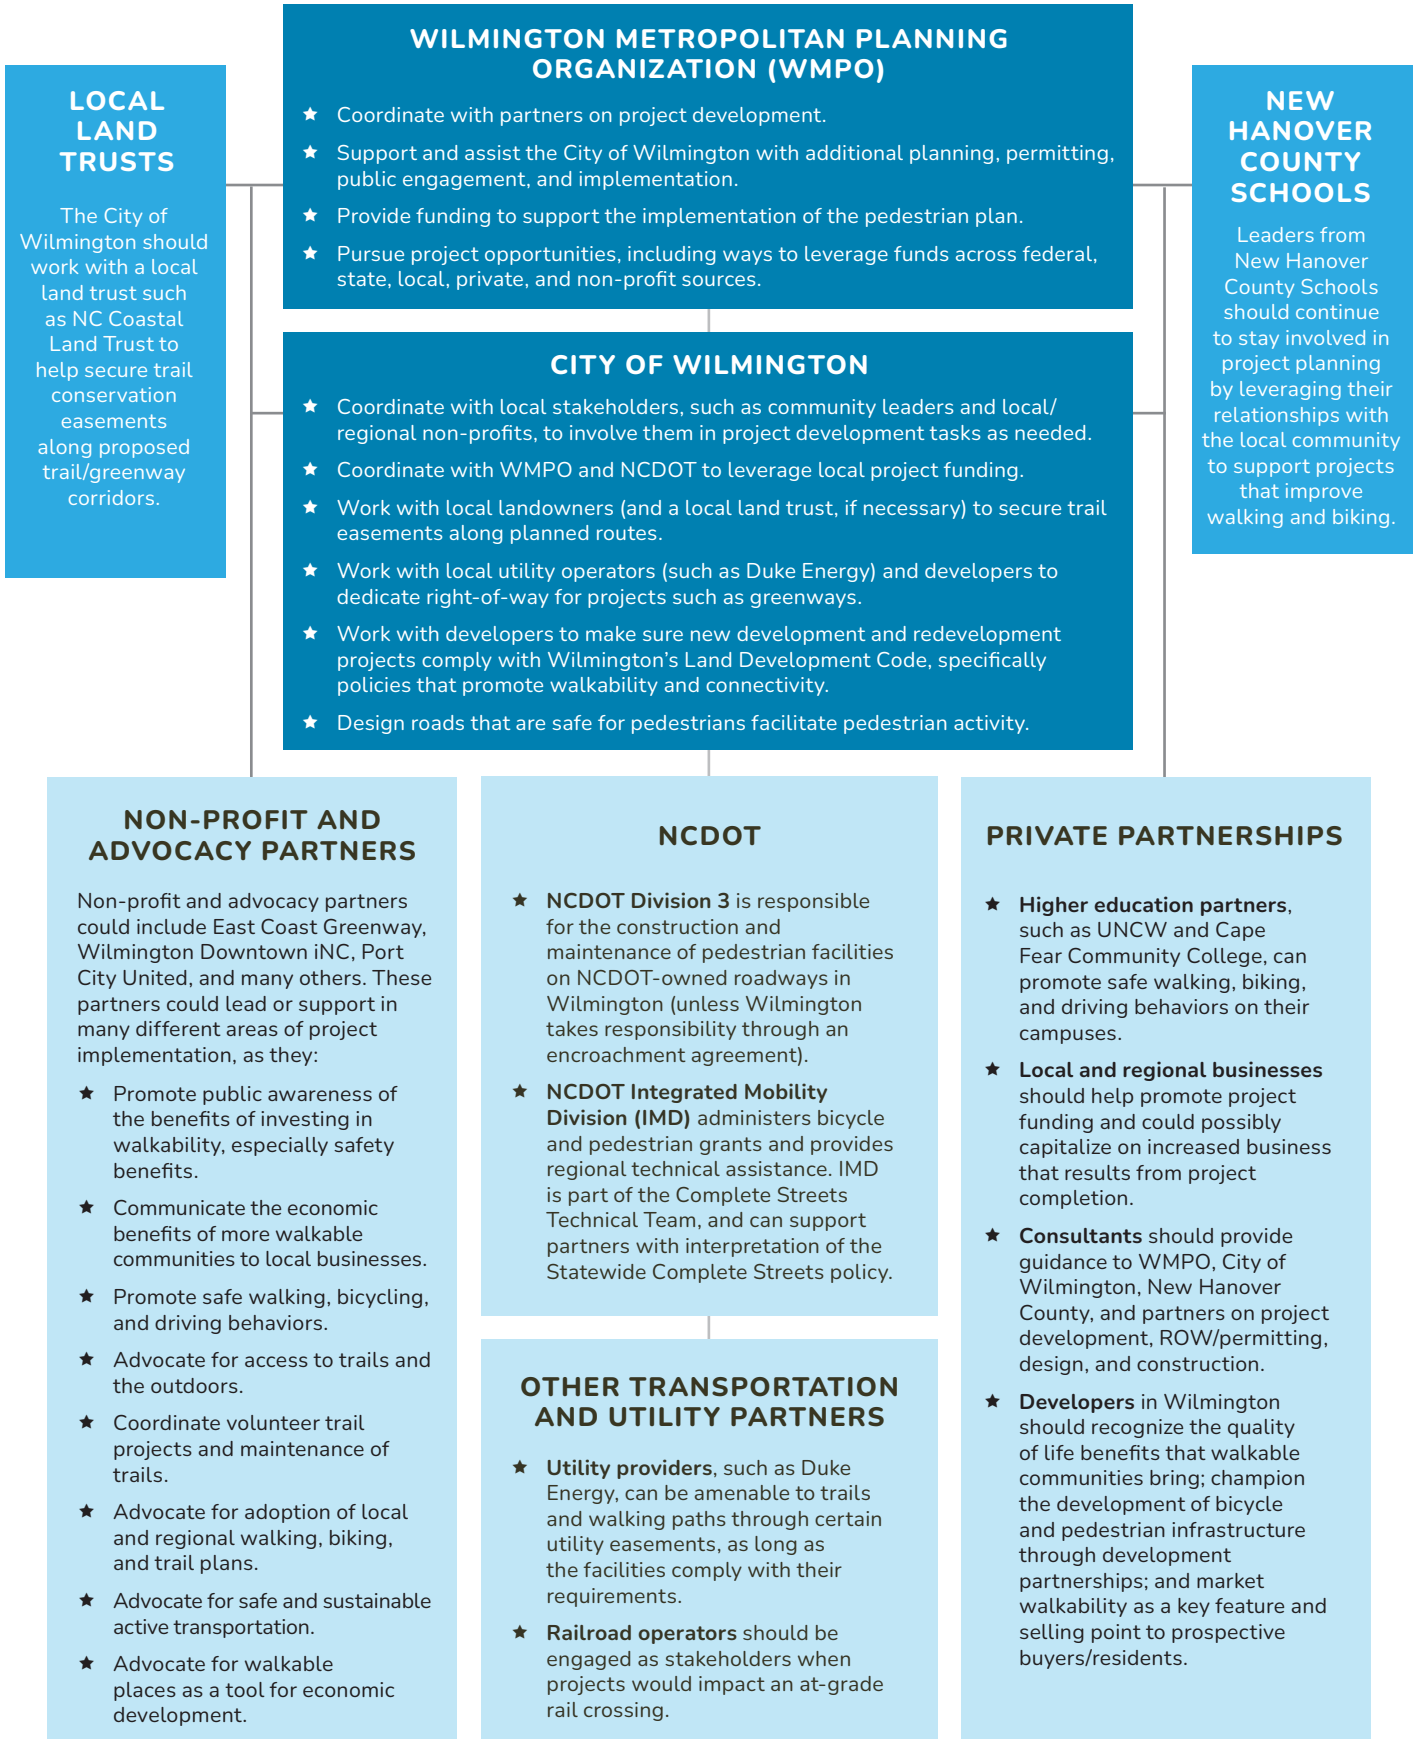 WILMINGTON METROPOLITAN PLANNING
ORGANIZATION (WMPO)
Coordinate with partners on project development.
Support and assist the City of Wilmington with additional planning, permitting,
public engagement, and implementation.
Provide funding to support the implementation of the pedestrian plan.
Pursue project opportunities, including ways to leverage funds across federal,
state, local, private, and non-profit sources.
LOCAL
LAND
TRUSTS
The City of
Wilmington should
work with a local
land trust such
as NC Coastal
Land Trust to
help secure trail
conservation
easements
along proposed
trail/greenway
corridors.
NEW
HANOVER
COUNTY
SCHOOLS
Leaders from
New Hanover
County Schools
should continue
to stay involved in
project planning
by leveraging their
relationships with
the local community
to support projects
that improve
walking and biking.
CITY OF WILMINGTON
Coordinate with local stakeholders, such as community leaders and local/
regional non-profits, to involve them in project development tasks as needed.
Coordinate with WMPO and NCDOT to leverage local project funding.
Work with local landowners (and a local land trust, if necessary) to secure trail
easements along planned routes.
Work with local utility operators (such as Duke Energy) and developers to
dedicate right-of-way for projects such as greenways.
Work with developers to make sure new development and redevelopment
projects comply with Wilmington's Land Development Code, specifically
policies that promote walkability and connectivity.
Design roads that are safe for pedestrians facilitate pedestrian activity.
NON-PROFIT AND
ADVOCACY PARTNERS
Non-profit and advocacy partners
could include East Coast Greenway,
Wilmington Downtown iNC, Port
City United, and many others. These
partners could lead or support in
many different areas of project
implementation, as they:
Promote public awareness of
the benefits of investing in
walkability, especially safety
benefits.
Communicate the economic
benefits of more walkable
communities to local businesses.
Promote safe walking, bicycling,
and driving behaviors.
Advocate for access to trails and
the outdoors.
Coordinate volunteer trail
projects and maintenance of
trails.
Advocate for adoption of local
and regional walking, biking,
and trail plans.
Advocate for safe and sustainable
active transportation.
Advocate for walkable
places as a tool for economic
development.
NCDOT
NCDOT Division 3 is responsible
for the construction and
maintenance of pedestrian facilities
on NCDOT-owned roadways in
Wilmington (unless Wilmington
takes responsibility through an
encroachment agreement).
NCDOT Integrated Mobility
Division (IMD) administers bicycle
and pedestrian grants and provides
regional technical assistance. IMD
is part of the Complete Streets
Technical Team, and can support
partners with interpretation of the
Statewide Complete Streets policy.
OTHER TRANSPORTATION
AND UTILITY PARTNERS
Utility providers, such as Duke
Energy, can be amenable to trails
and walking paths through certain
utility easements, as long as
the facilities comply with their
requirements.
Railroad operators should be
engaged as stakeholders when
projects would impact an at-grade
rail crossing.
PRIVATE PARTNERSHIPS
Higher education partners,
such as UNCW and Cape
Fear Community College, can
promote safe walking, biking,
and driving behaviors on their
campuses.
Local and regional businesses
should help promote project
funding and could possibly
capitalize on increased business
that results from project
completion.
Consultants should provide
guidance to WMPO, City of
Wilmington, New Hanover
County, and partners on project
development, ROW/permitting,
design, and construction.
Developers in Wilmington
should recognize the quality
of life benefits that walkable
communities bring; champion
the development of bicycle
and pedestrian infrastructure
through development
partnerships; and market
walkability as a key feature and
selling point to prospective
buyers/residents.